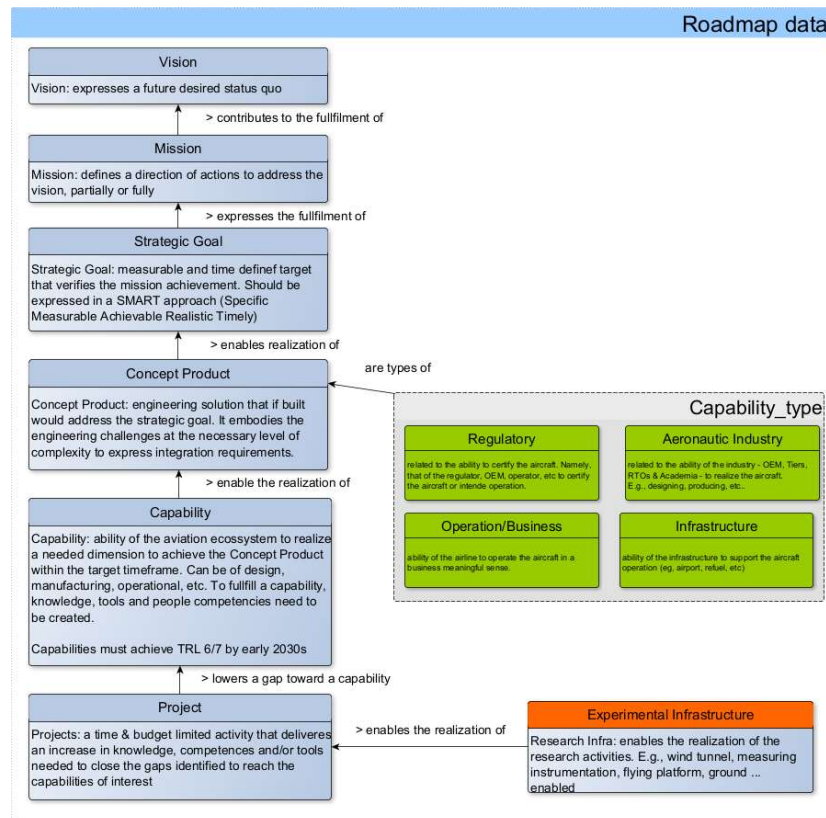 Roadmap data
Vision
Vision: expresses a future desired status quo
> contributes to the fullfilment of
Mission
Mission: defines a direction of actions to address the
vision, partially or fully
> expresses the fullfilment of
Strategic Goal
Strategic Goal: measurable and time definef target
that verifies the mission achievement. Should be
expressed in a SMART approach (Specific
Measurable Achievable Realistic Timely)
> enables realization of
Concept Product
Concept Product: engineering solution that if built
would address the strategic goal. It embodies the
engineering challenges at the necessary level of
complexity to express integration requirements.
are types of
Capability_type
Regulatory
related to the ability to certify the aircraft. Namely,
that of the regulator, OEM, operator, etc to certify
the aircraft or intende operation.
Aeronautic Industry
related to the ability of the industry - OEM, Tiers,
RTOs & Academia - to realize the aircraft.
E.g., designing, producing, etc..
Operation/Business
ability of the airline to operate the aircraft in a
business meaningful sense.
Infrastructure
ability of the infrastructure to support the aircraft
operation (eg, airport, refuel, etc)
> enable the realization of
Capability
Capability: ability of the aviation ecossystem to realize
a needed dimension to achieve the Concept Product
within the target timeframe. Can be of design,
manufacturing, operational, etc. To fullfill a capability,
knowledge, tools and people competencies need to
be created.
Capabilities must achieve TRL 6/7 by early 2030s
> lowers a gap toward a capability
Project
Projects: a time & budget limited activity that deliveres
an increase in knowledge, competences and/or tools
needed to close the gaps identified to reach the
capabilities of interest
> enables the realization of
Experimental Infrastructure
Research Infra: enables the realization of the
research activities. E.g., wind tunnel, measuring
instrumentation, flying platform, ground ...
enabled